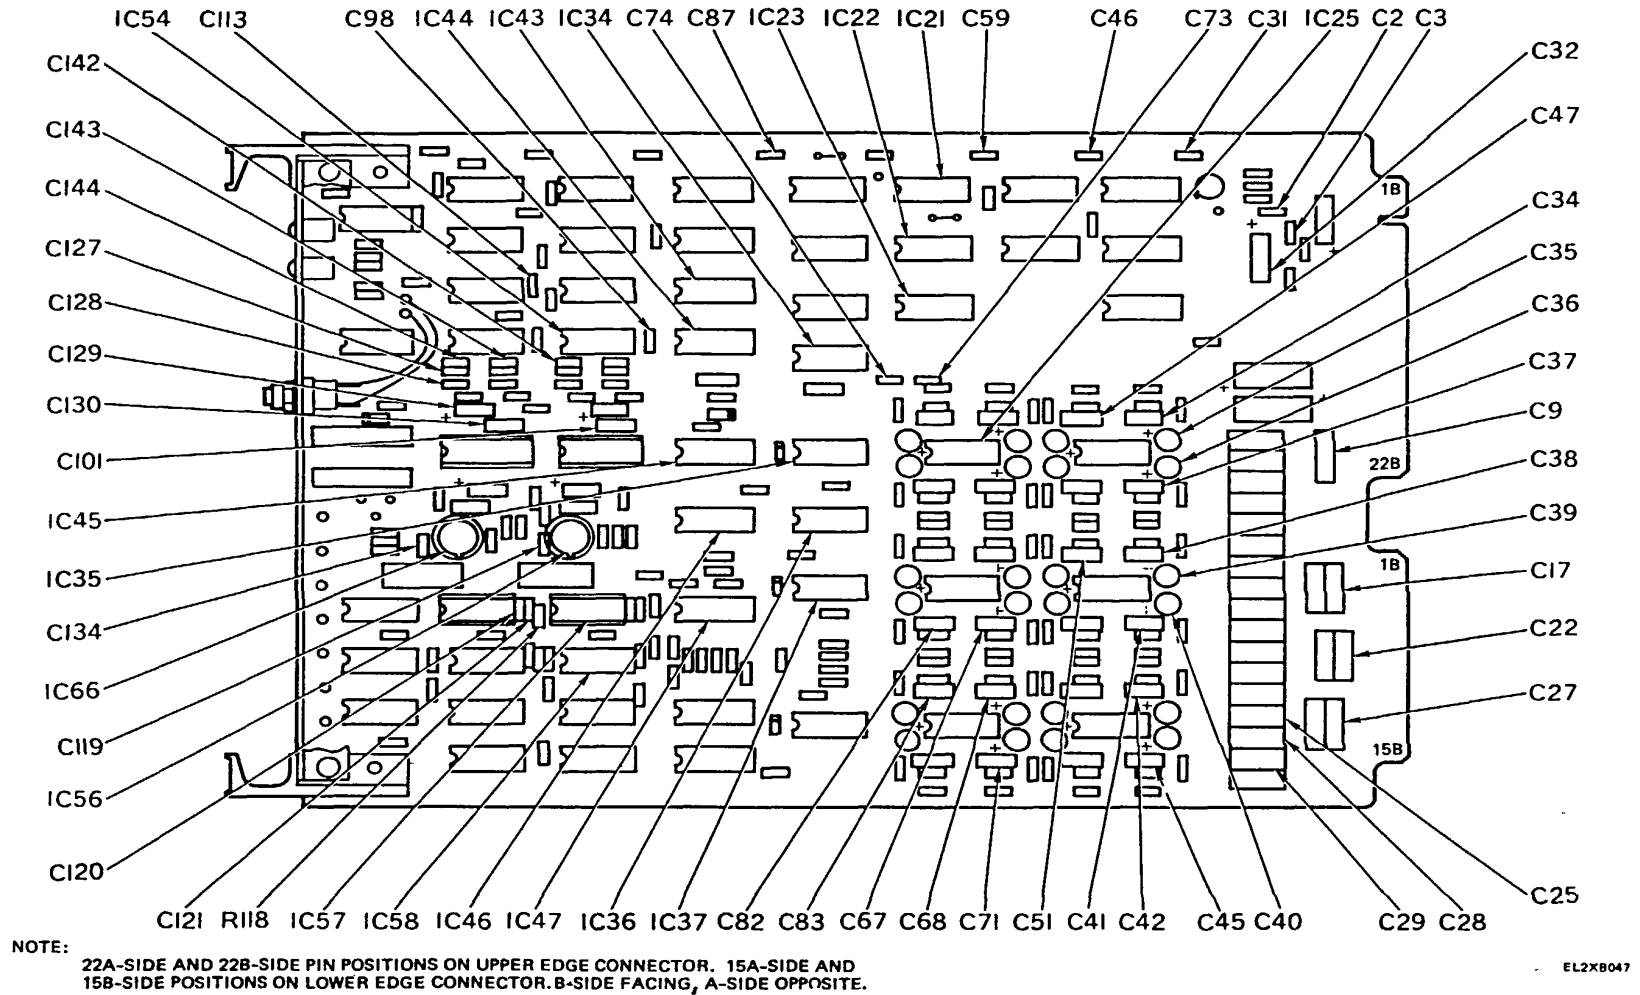 IC54 C113 C98 IC44 IC43 IC34 C74 C87 IC23 IC22 IC21 C59 C46 C73 C31 IC25 C2 C3
C142
C32
C143
C47
C144
C34
C127
C35
C128
C36
C129
C37
C130
C9
C101
C38
IC45
C39
IC35
C17
C134
C22
IC66
C27
C119
IC56
C120
C25
1B
22B
1B
15B
C121 R118 IC57 IC58 IC46 IC47 IC36 IC37 C82 C83 C67 C68 C71 C51 C41 C42 C45 C40 C29 C28
NOTE:
22A-SIDE AND 22B-SIDE PIN POSITIONS ON UPPER EDGE CONNECTOR. 15A-SIDE AND
15B-SIDE POSITIONS ON LOWER EDGE CONNECTOR. B-SIDE FACING, A-SIDE OPPOSITE.
EL2XB047